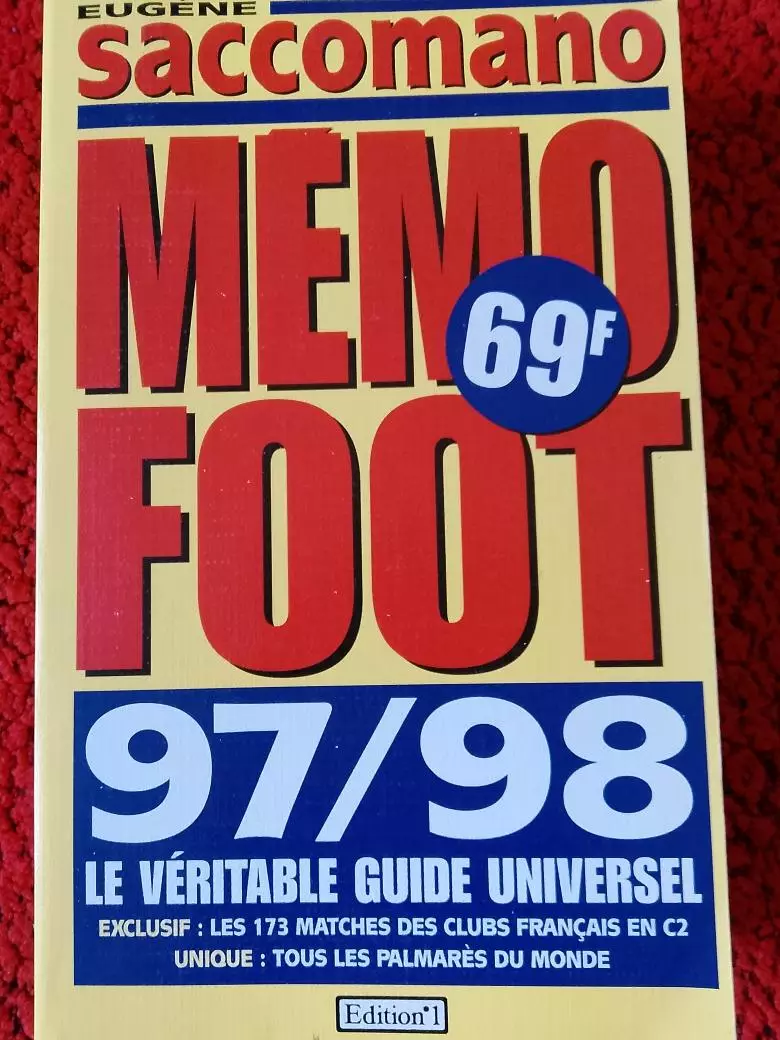 EUGÈNE
saccomano
MÉMO
69F
FOOT
97/98
LE VÉRITABLE GUIDE UNIVERSEL
EXCLUSIF : LES 173 MATCHES DES CLUBS FRANÇAIS EN C2
UNIQUE : TOUS LES PALMARÈS DU MONDE
Edition°1